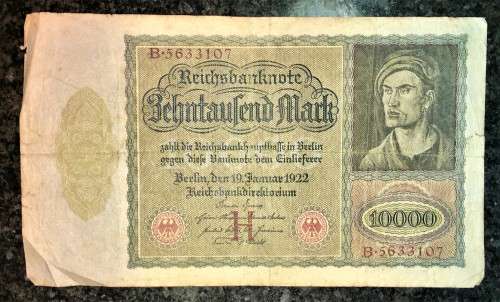 B·5633107
Reichsbanknote
Zehntausend Mark
zahlt die Reichsbankhauptkasse in Berlin
gegen diese Banknote dem Einlieferer
Berlin, den 19. Januar 1922
Reichsbankdirektorium
H
10000
B·5633107